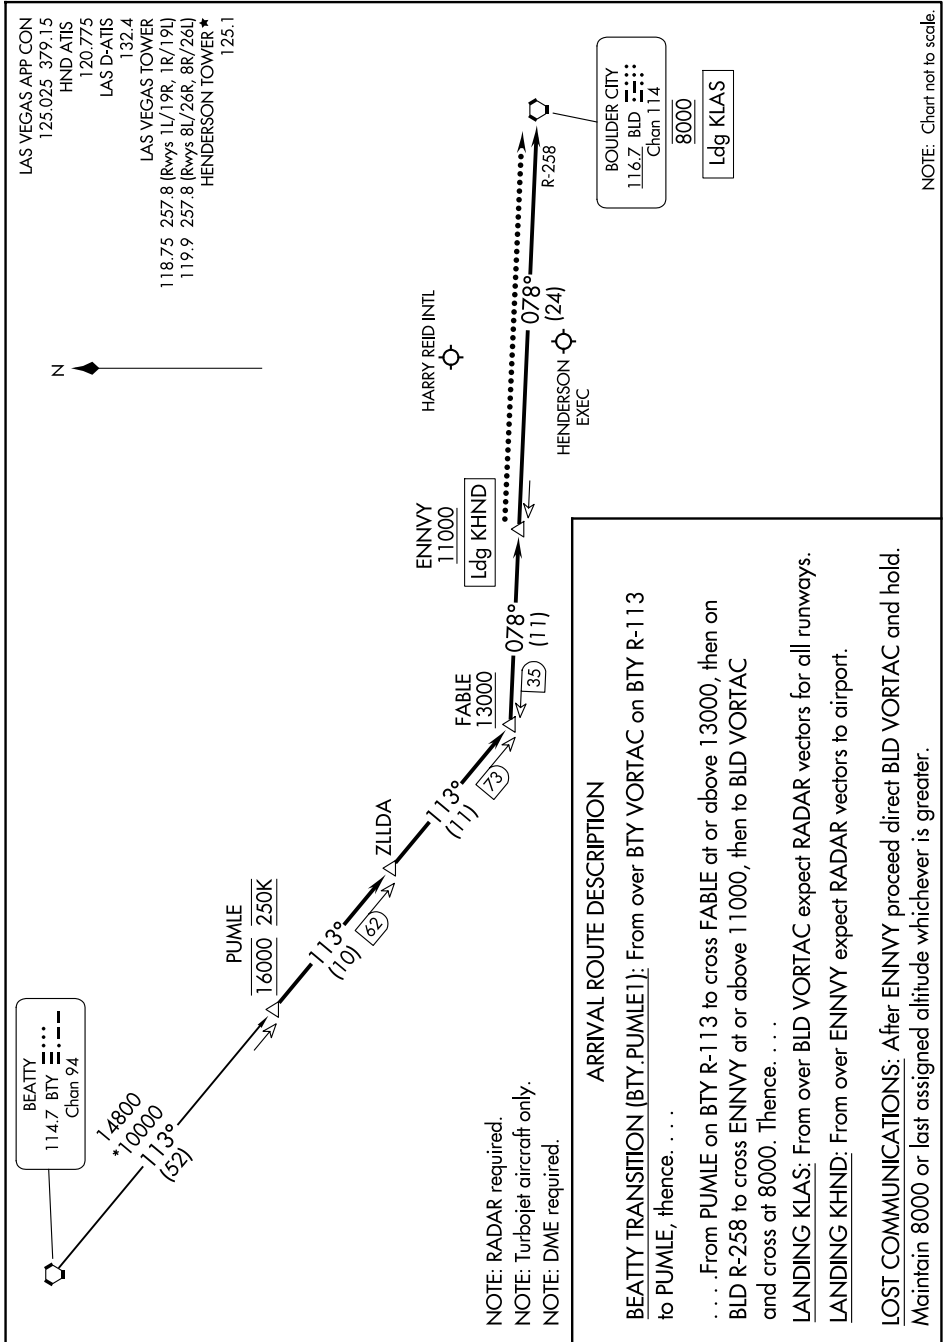 LAS VEGAS APP CON
125.025 379.15
HND ATIS
120.775
LAS D-ATIS
132.4
LAS VEGAS TOWER
118.75 257.8 (Rwys 1L/19R, 1R/19L)
119.9 257.8 (Rwys 8L/26R, 8R/26L)
HENDERSON TOWER ★
125.1
N
BEATTY
114.7 BTY
Chan 94
14800
*10000
113°
(52)
PUMLE
16000 250K
113°
(10)
62
ZLLDA
113°
(11)
73
FABLE
13000
35
078°
(11)
ENNVY
11000
Ldg KHND
HARRY REID INTL
HENDERSON
EXEC
078°
(24)
R-258
BOULDER CITY
116.7 BLD
Chan 114
8000
Ldg KLAS
NOTE: RADAR required.
NOTE: Turbojet aircraft only.
NOTE: DME required.
NOTE: Chart not to scale.
ARRIVAL ROUTE DESCRIPTION
BEATTY TRANSITION (BTY.PUMLE1): From over BTY VORTAC on BTY R-113
to PUMLE, thence. . . .
. . . .From PUMLE on BTY R-113 to cross FABLE at or above 13000, then on
BLD R-258 to cross ENNVY at or above 11000, then to BLD VORTAC
and cross at 8000. Thence. . . .
LANDING KLAS: From over BLD VORTAC expect RADAR vectors for all runways.
LANDING KHND: From over ENNVY expect RADAR vectors to airport.
LOST COMMUNICATIONS: After ENNVY proceed direct BLD VORTAC and hold.
Maintain 8000 or last assigned altitude whichever is greater.